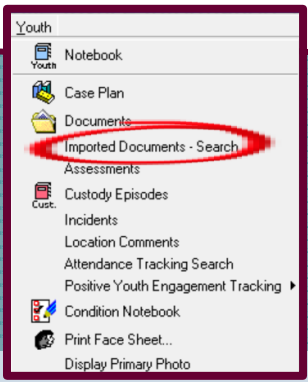 Youth
Youth Notebook
Case Plan
Documents
Imported Documents - Search
Assessments
Cust. Custody Episodes
Incidents
Location Comments
Attendance Tracking Search
Positive Youth Engagement Tracking
Condition Notebook
Print Face Sheet...
Display Primary Photo